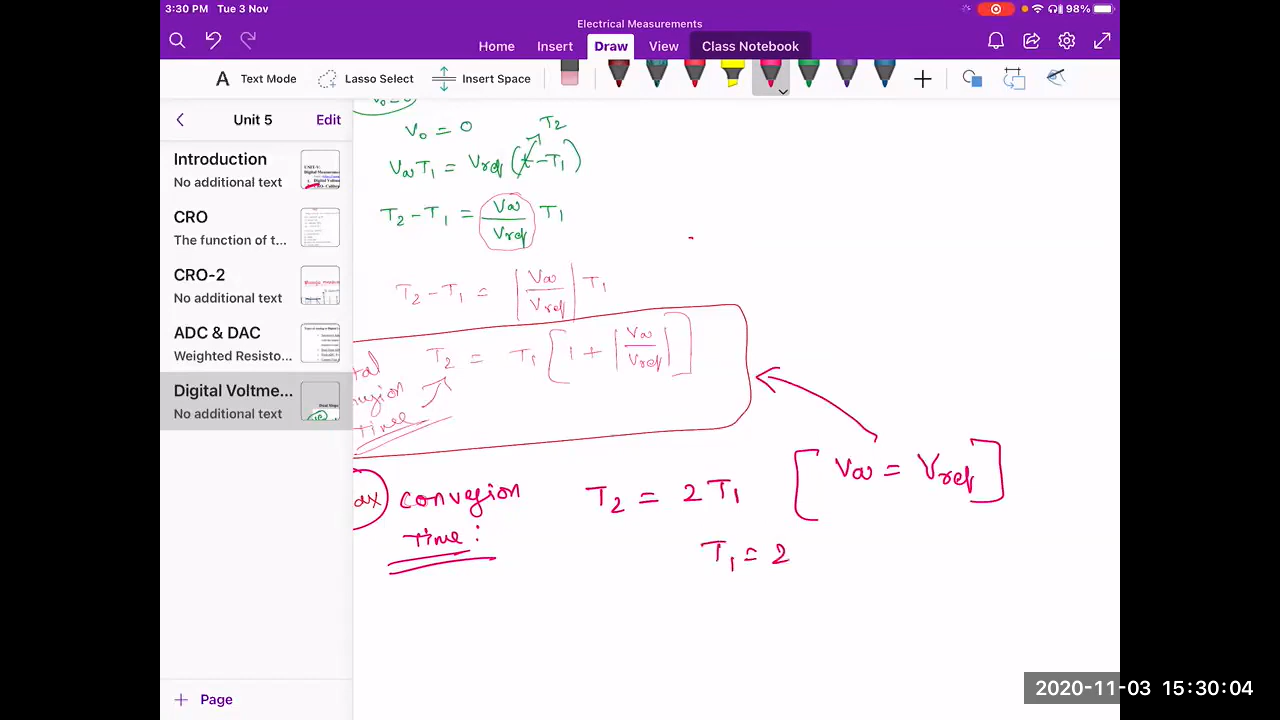 3:30 PM Tue 3 Nov
98%
Electrical Measurements
Home Insert Draw View Class Notebook
Text Mode Lasso Select Insert Space
Unit 5 Edit
Introduction
No additional text
CRO
The function of t...
CRO-2
No additional text
ADC & DAC
Weighted Resisto...
Digital Voltme...
No additional text
Page
V₀ = 0
T₂
Va T₁ = Vref (t - T₁)
T₂ - T₁ = Va/Vref T₁
T₂ - T₁ = |Va/Vref| T₁
T₂ = T₁ [1 + |Va/Vref|]
time
[Va = Vref]
ax conversion T₂ = 2T₁
time:
T₁ = 2
2020-11-03 15:30:04